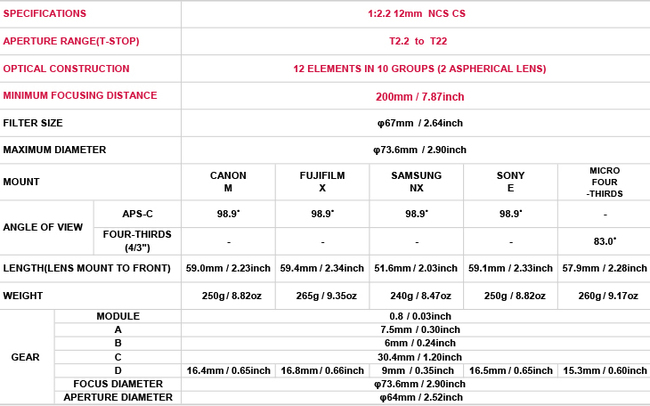 SPECIFICATIONS 1:2.2 12mm NCS CS
APERTURE RANGE(T-STOP) T2.2 to T22
OPTICAL CONSTRUCTION 12 ELEMENTS IN 10 GROUPS (2 ASPHERICAL LENS)
MINIMUM FOCUSING DISTANCE 200mm / 7.87inch
FILTER SIZE φ67mm / 2.64inch
MAXIMUM DIAMETER φ73.6mm / 2.90inch
MOUNT
CANON
M
FUJIFILM
X
SAMSUNG
NX
SONY
E
MICRO
FOUR
-THIRDS
ANGLE OF VIEW
APS-C 98.9˚ 98.9˚ 98.9˚ 98.9˚ -
FOUR-THIRDS
(4/3")
- - - - 83.0˚
LENGTH(LENS MOUNT TO FRONT) 59.0mm / 2.23inch 59.4mm / 2.34inch 51.6mm / 2.03inch 59.1mm / 2.33inch 57.9mm / 2.28inch
WEIGHT 250g / 8.82oz 265g / 9.35oz 240g / 8.47oz 250g / 8.82oz 260g / 9.17oz
GEAR
MODULE 0.8 / 0.03inch
A 7.5mm / 0.30inch
B 6mm / 0.24inch
C 30.4mm / 1.20inch
D 16.4mm / 0.65inch 16.8mm / 0.66inch 9mm / 0.35inch 16.5mm / 0.65inch 15.3mm / 0.60inch
FOCUS DIAMETER φ73.6mm / 2.90inch
APERTURE DIAMETER φ64mm / 2.52inch